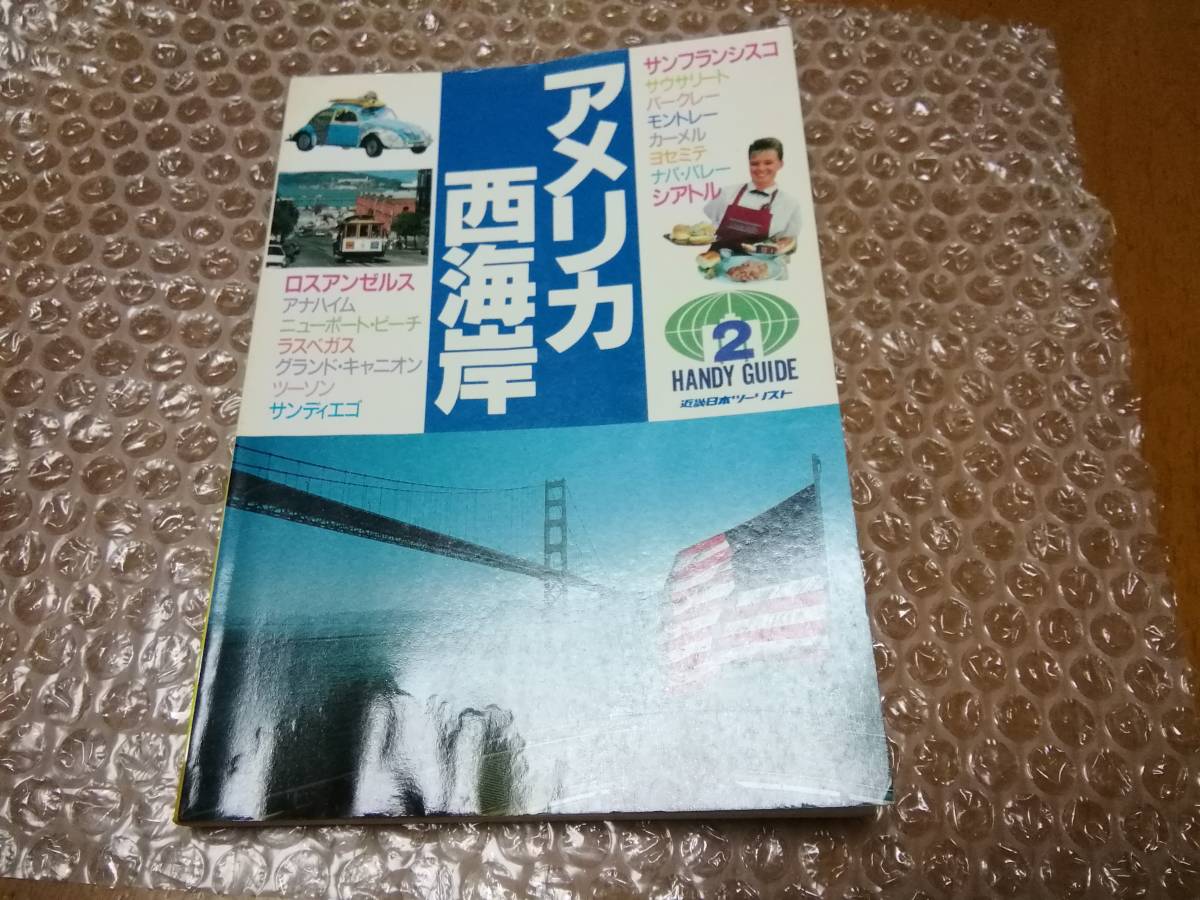 アメリカ
西海岸
サンフランシスコ
サウサリート
バークレー
モントレー
カーメル
ヨセミテ
ナパ・バレー
シアトル
ロスアンゼルス
アナハイム
ニューポート・ビーチ
ラスベガス
グランド・キャニオン
ツーソン
サンディエゴ
2
HANDY GUIDE
近畿日本ツーリスト